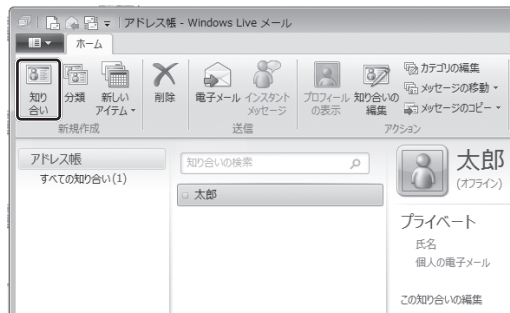 アドレス帳 - Windows Live メール
ホーム
知り合い
分類
新しいアイテム
削除
電子メール
インスタントメッセージ
プロフィールの表示
知り合いの編集
カテゴリの編集
メッセージの移動
メッセージのコピー
新規作成
送信
アクション
アドレス帳
すべての知り合い(1)
知り合いの検索
太郎
太郎
(オフライン)
プライベート
氏名
個人の電子メール
この知り合いの編集